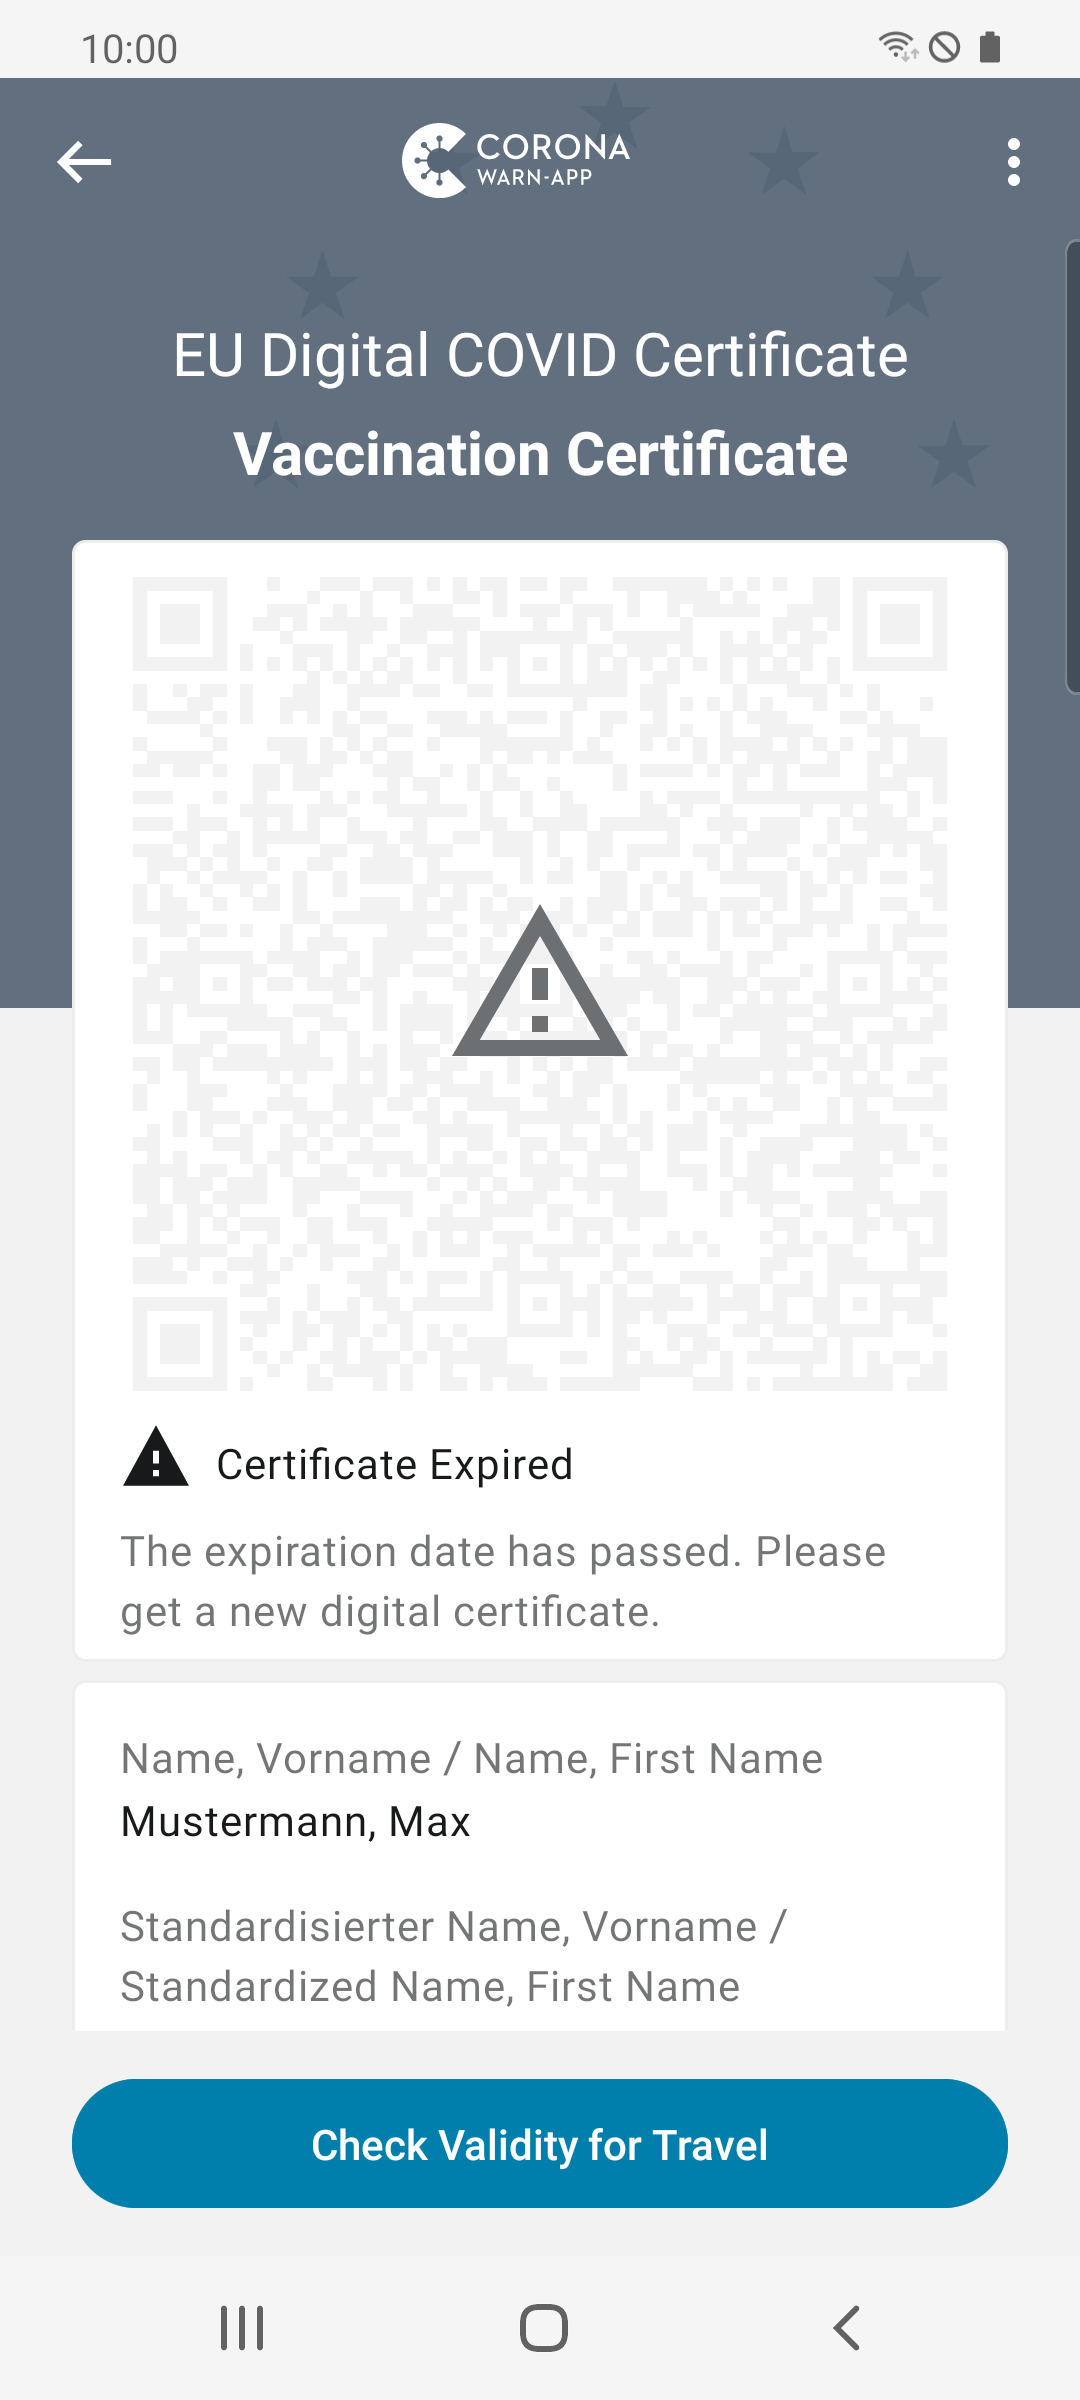 10:00
CORONA
WARN-APP
EU Digital COVID Certificate
Vaccination Certificate
Certificate Expired
The expiration date has passed. Please
get a new digital certificate.
Name, Vorname / Name, First Name
Mustermann, Max
Standardisierter Name, Vorname /
Standardized Name, First Name
Check Validity for Travel